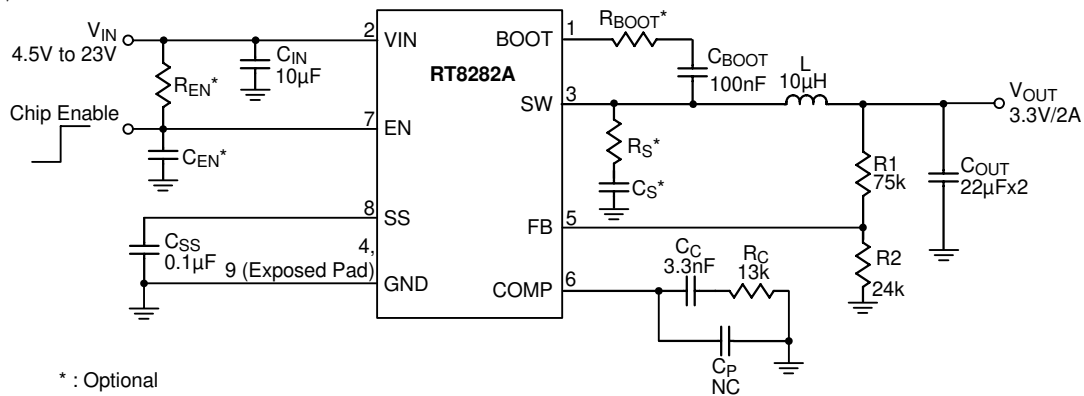 VIN
4.5V to 23V
REN*
Chip Enable
CEN*
CIN
10µF
2
VIN
7
EN
8
SS
CSS
0.1µF
4,
9 (Exposed Pad)
GND
RT8282A
BOOT
1
RBOOT*
CBOOT
100nF
SW
3
L
10µH
VOUT
3.3V/2A
RS*
CS*
R1
75k
COUT
22µFx2
FB
5
R2
24k
COMP
6
CC
3.3nF
RC
13k
CP
NC
* : Optional